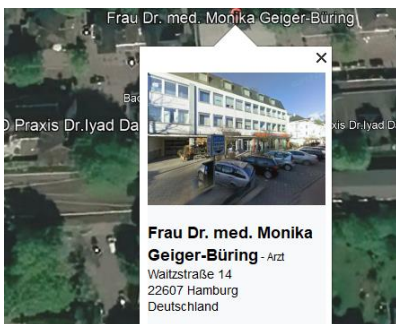 Frau Dr. med. Monika Geiger-Büring
Praxis Dr.Iyad Da
xis Dr.Iyad D
×
Frau Dr. med. Monika
Geiger-Büring - Arzt
Waitzstraße 14
22607 Hamburg
Deutschland